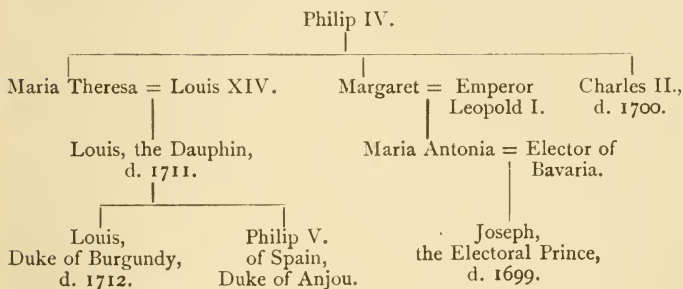 Philip IV.
Maria Theresa = Louis XIV.
Margaret = Emperor
Leopold I.
Charles II.,
d. 1700.
Louis, the Dauphin,
d. 1711.
Maria Antonia = Elector of
Bavaria.
Louis,
Duke of Burgundy,
d. 1712.
Philip V.
of Spain,
Duke of Anjou.
Joseph,
the Electoral Prince,
d. 1699.